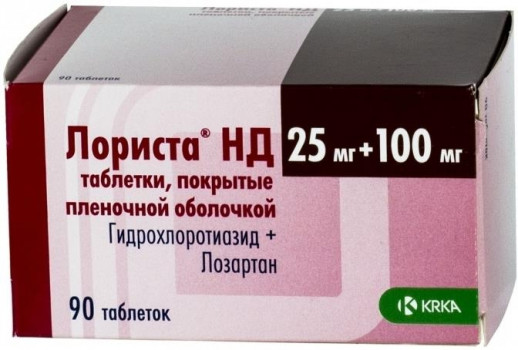 90 таблеток
Лориста® НД 25 мг+100 мг
таблетки, покрытые
пленочной оболочкой
Гидрохлоротиазид +
Лозартан
90 таблеток
KRKA